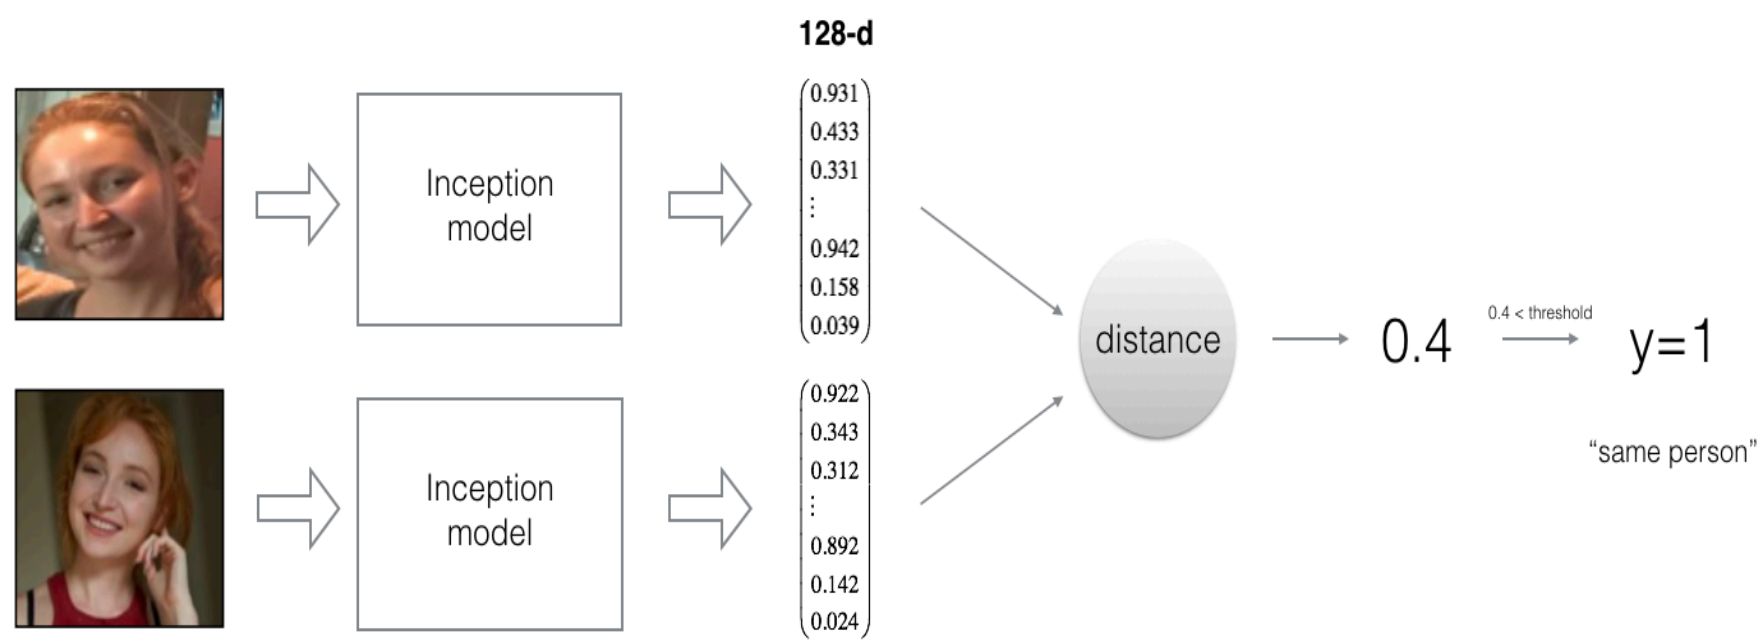 128-d
Inception
model
0.931
0.433
0.331
⋮
0.942
0.158
0.039
Inception
model
0.922
0.343
0.312
⋮
0.892
0.142
0.024
distance
0.4
0.4 < threshold
y=1
“same person”